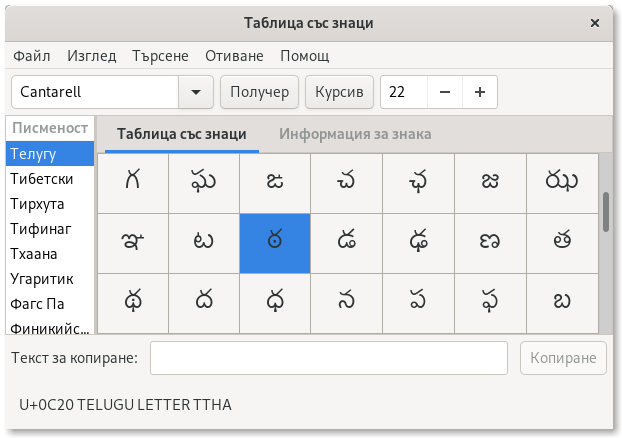 Таблица със знаци
Файл Изглед Търсене Отиване Помощ
Cantarell Получер Курсив 22
Писменост Таблица със знаци Информация за знака
Телугу
Тибетски
Тирхута
Тифинаг
Тхаана
Угаритик
Фагс Па
Финикийс...
గ ఘ ఙ చ ఛ జ ఝ
ఞ ట ఠ డ ఢ ణ త
థ ద ధ న ప ఫ బ
Текст за копиране: Копиране
U+0C20 TELUGU LETTER TTHA